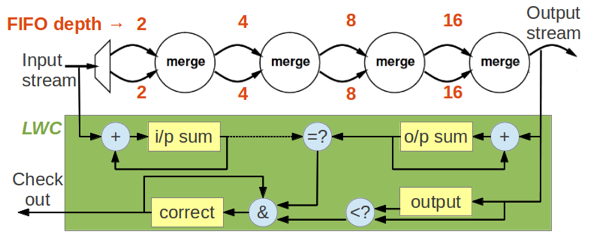 FIFO depth → 2 4 8 16
Output
stream
Input
stream
merge merge merge merge
2 4 8 16
LWC
+ i/p sum =? o/p sum +
Check
out
correct & <? output